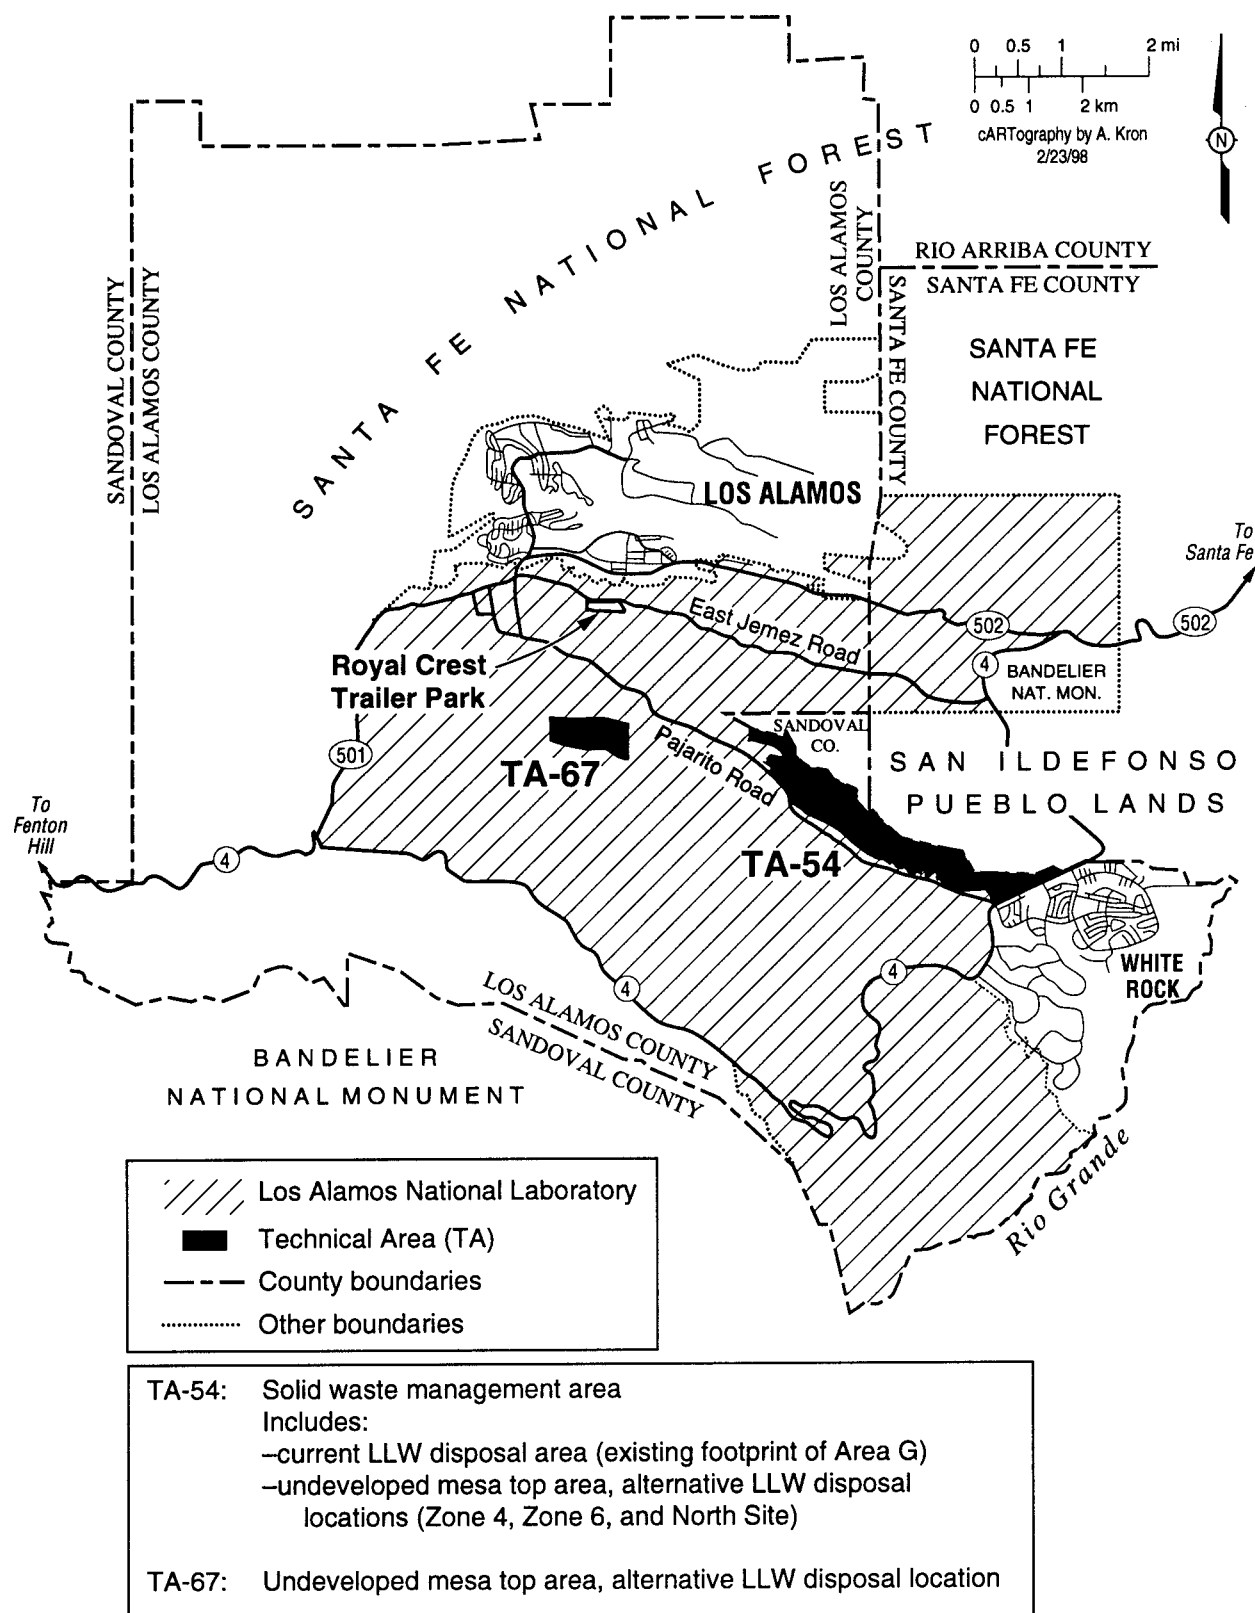 0 0.5 1 2 mi
0 0.5 1 2 km
cARTography by A. Kron
2/23/98
N
SANTA FE NATIONAL FOREST
LOS ALAMOS
COUNTY
RIO ARRIBA COUNTY
SANTA FE COUNTY
SANDOVAL COUNTY
LOS ALAMOS COUNTY
SANTA FE COUNTY
SANTA FE
NATIONAL
FOREST
LOS ALAMOS
To
Santa Fe
East Jemez Road
502
502
4
Royal Crest
Trailer Park
BANDELIER
NAT. MON.
SANDOVAL
CO.
501
Pajarito Road
TA-67
SAN ILDEFONSO
PUEBLO LANDS
To
Fenton
Hill
4
TA-54
WHITE
ROCK
4
4
LOS ALAMOS COUNTY
SANDOVAL COUNTY
BANDELIER
NATIONAL MONUMENT
Rio Grande
Los Alamos National Laboratory
Technical Area (TA)
County boundaries
Other boundaries
TA-54: Solid waste management area
Includes:
–current LLW disposal area (existing footprint of Area G)
–undeveloped mesa top area, alternative LLW disposal
locations (Zone 4, Zone 6, and North Site)
TA-67: Undeveloped mesa top area, alternative LLW disposal location